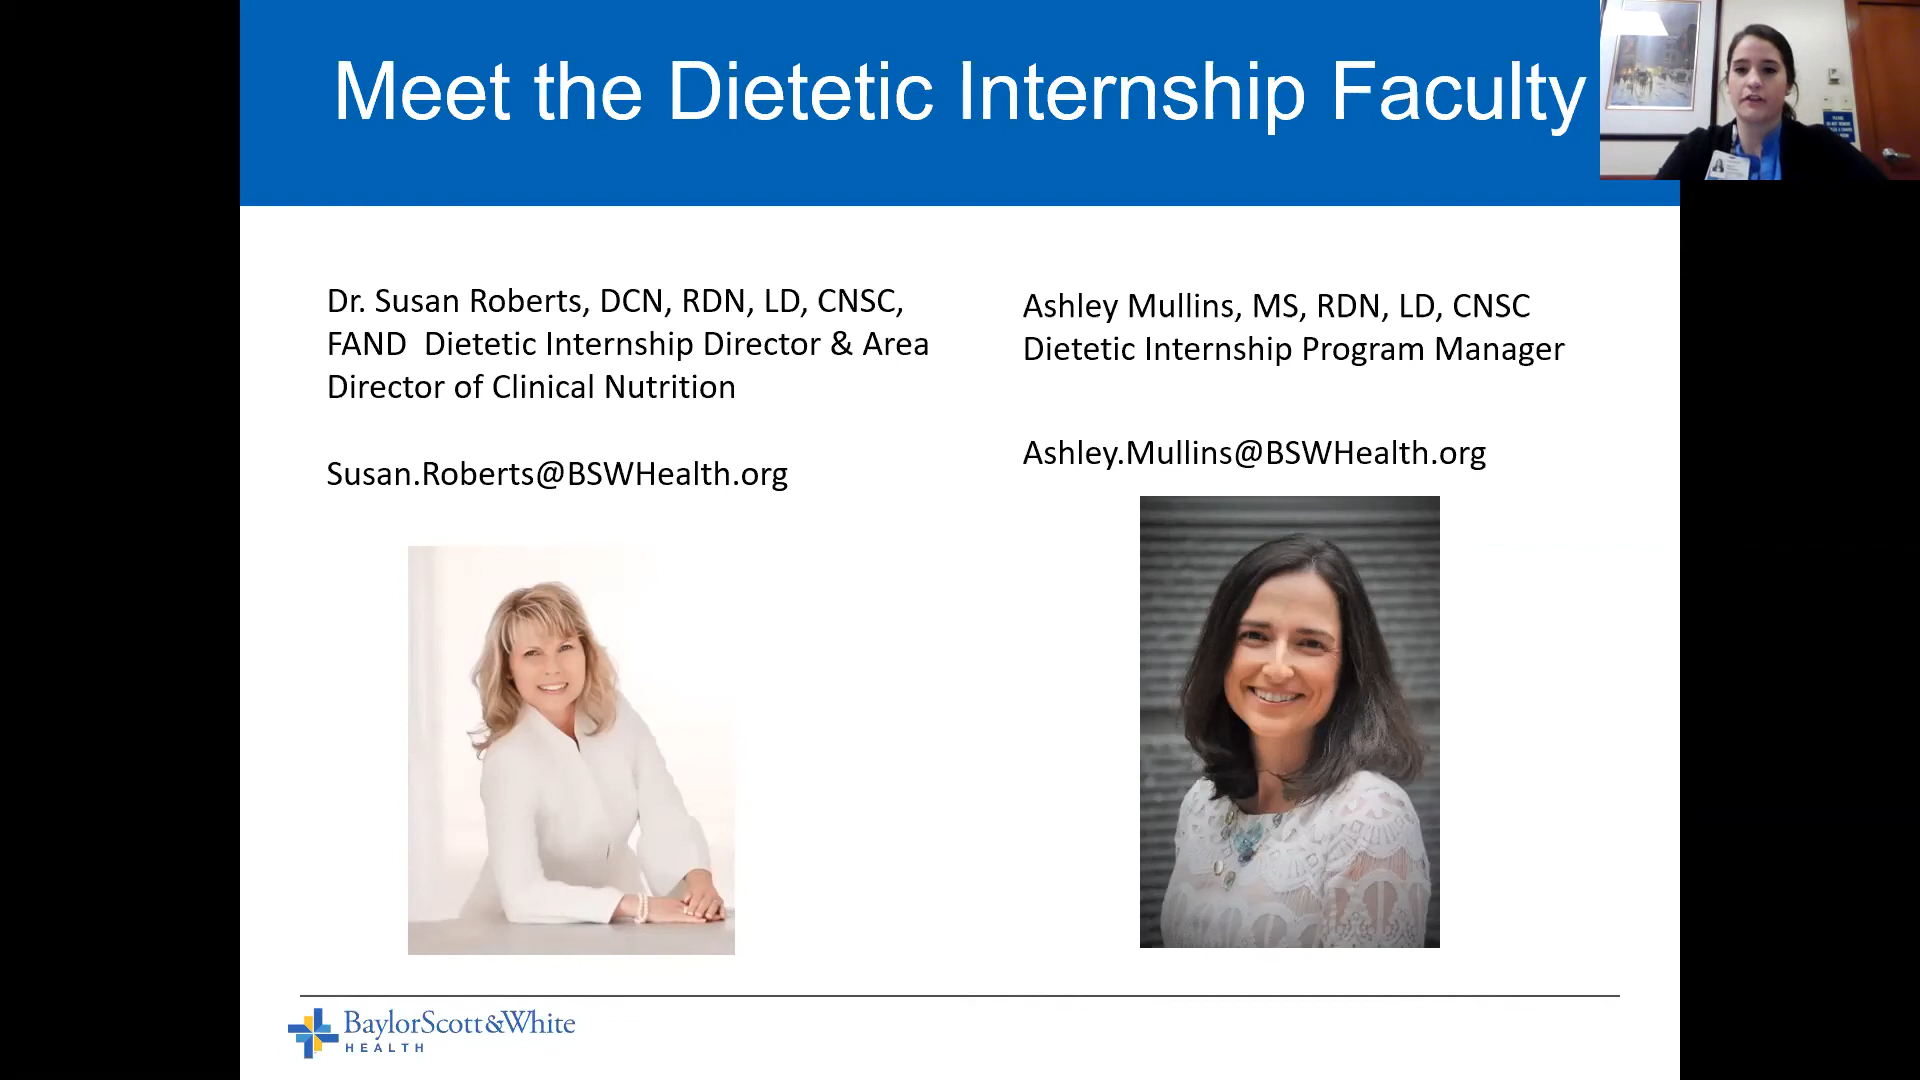 Meet the Dietetic Internship Faculty
Dr. Susan Roberts, DCN, RDN, LD, CNSC,
FAND  Dietetic Internship Director & Area
Director of Clinical Nutrition
Susan.Roberts@BSWHealth.org
Ashley Mullins, MS, RDN, LD, CNSC
Dietetic Internship Program Manager
Ashley.Mullins@BSWHealth.org
BaylorScott&White
HEALTH